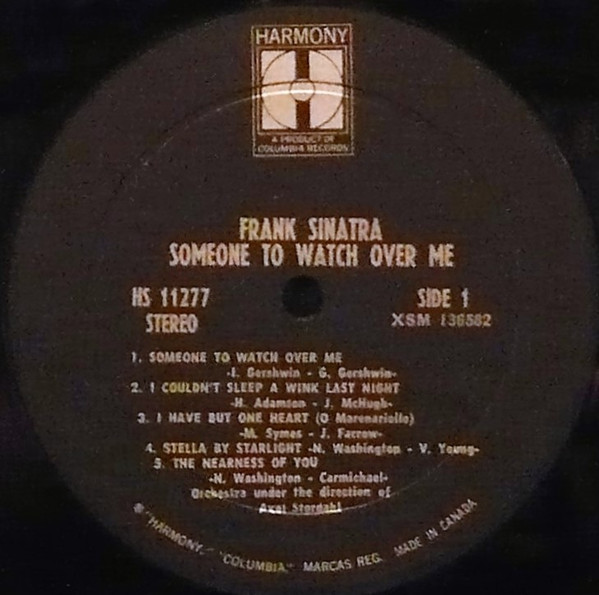 HARMONY
A PRODUCT OF
COLUMBIA RECORDS
FRANK SINATRA
SOMEONE TO WATCH OVER ME
HS 11277
SIDE 1
STEREO
XSM 136582
1. SOMEONE TO WATCH OVER ME
-I. Gershwin - G. Gershwin-
2. I COULDN'T SLEEP A WINK LAST NIGHT
-H. Adamson - J. McHugh-
3. I HAVE BUT ONE HEART (O Marenariello)
-M. Symes - J. Farrow-
4. STELLA BY STARLIGHT -N. Washington - V. Young-
5. THE NEARNESS OF YOU
-N. Washington - Carmichael-
Orchestra under the direction of
Axel Stordahl
® "HARMONY," "COLUMBIA," MARCAS REG. MADE IN CANADA